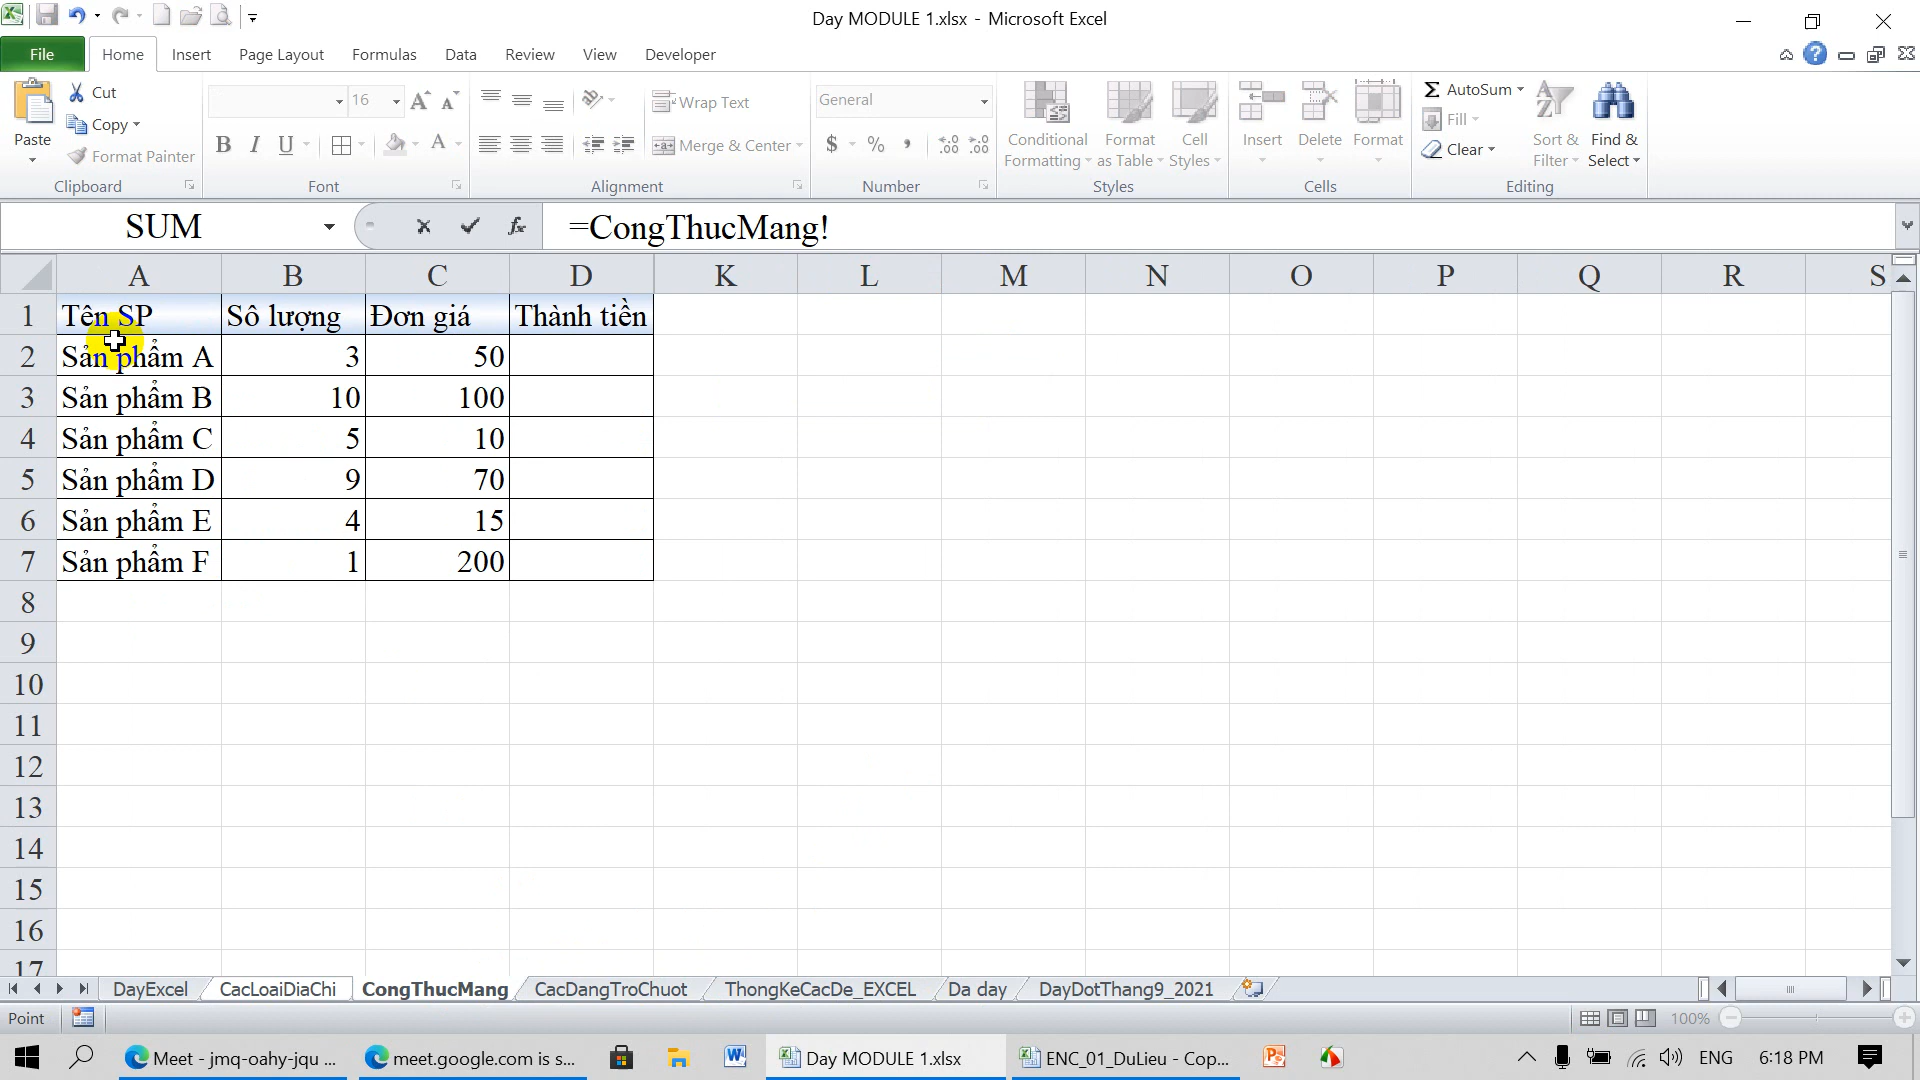 Day MODULE 1.xlsx - Microsoft Excel
File Home Insert Page Layout Formulas Data Review View Developer
Paste
Cut
Copy
Format Painter
Clipboard
16
B I U
Font
Wrap Text
Merge & Center
Alignment
General
$ % ,
Number
Conditional Formatting
Format as Table
Cell Styles
Styles
Insert
Delete
Format
Cells
AutoSum
Fill
Clear
Sort & Filter
Find & Select
Editing
SUM fx =CongThucMang!
A B C D K L M N O P Q R S
1 Tên SP Số lượng Đơn giá Thành tiền
2 Sản phẩm A 3 50
3 Sản phẩm B 10 100
4 Sản phẩm C 5 10
5 Sản phẩm D 9 70
6 Sản phẩm E 4 15
7 Sản phẩm F 1 200
8
9
10
11
12
13
14
15
16
17
DayExcel CacLoaiDiaChi CongThucMang CacDangTroChuot ThongKeCacDe_EXCEL Da day DayDotThang9_2021
Point 100%
Meet - jmq-oahy-jqu ... meet.google.com is s... Day MODULE 1.xlsx ENC_01_DuLieu - Cop... ENG 6:18 PM